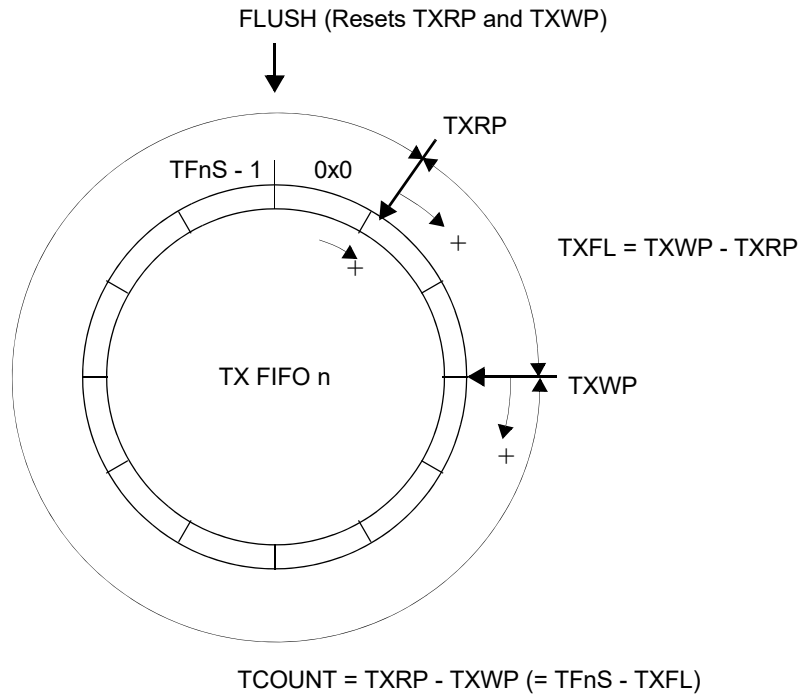 FLUSH (Resets TXRP and TXWP)
TXRP
TFnS - 1
0x0
+
TXFL = TXWP - TXRP
+
TX FIFO n
TXWP
+
TCOUNT = TXRP - TXWP (= TFnS - TXFL)